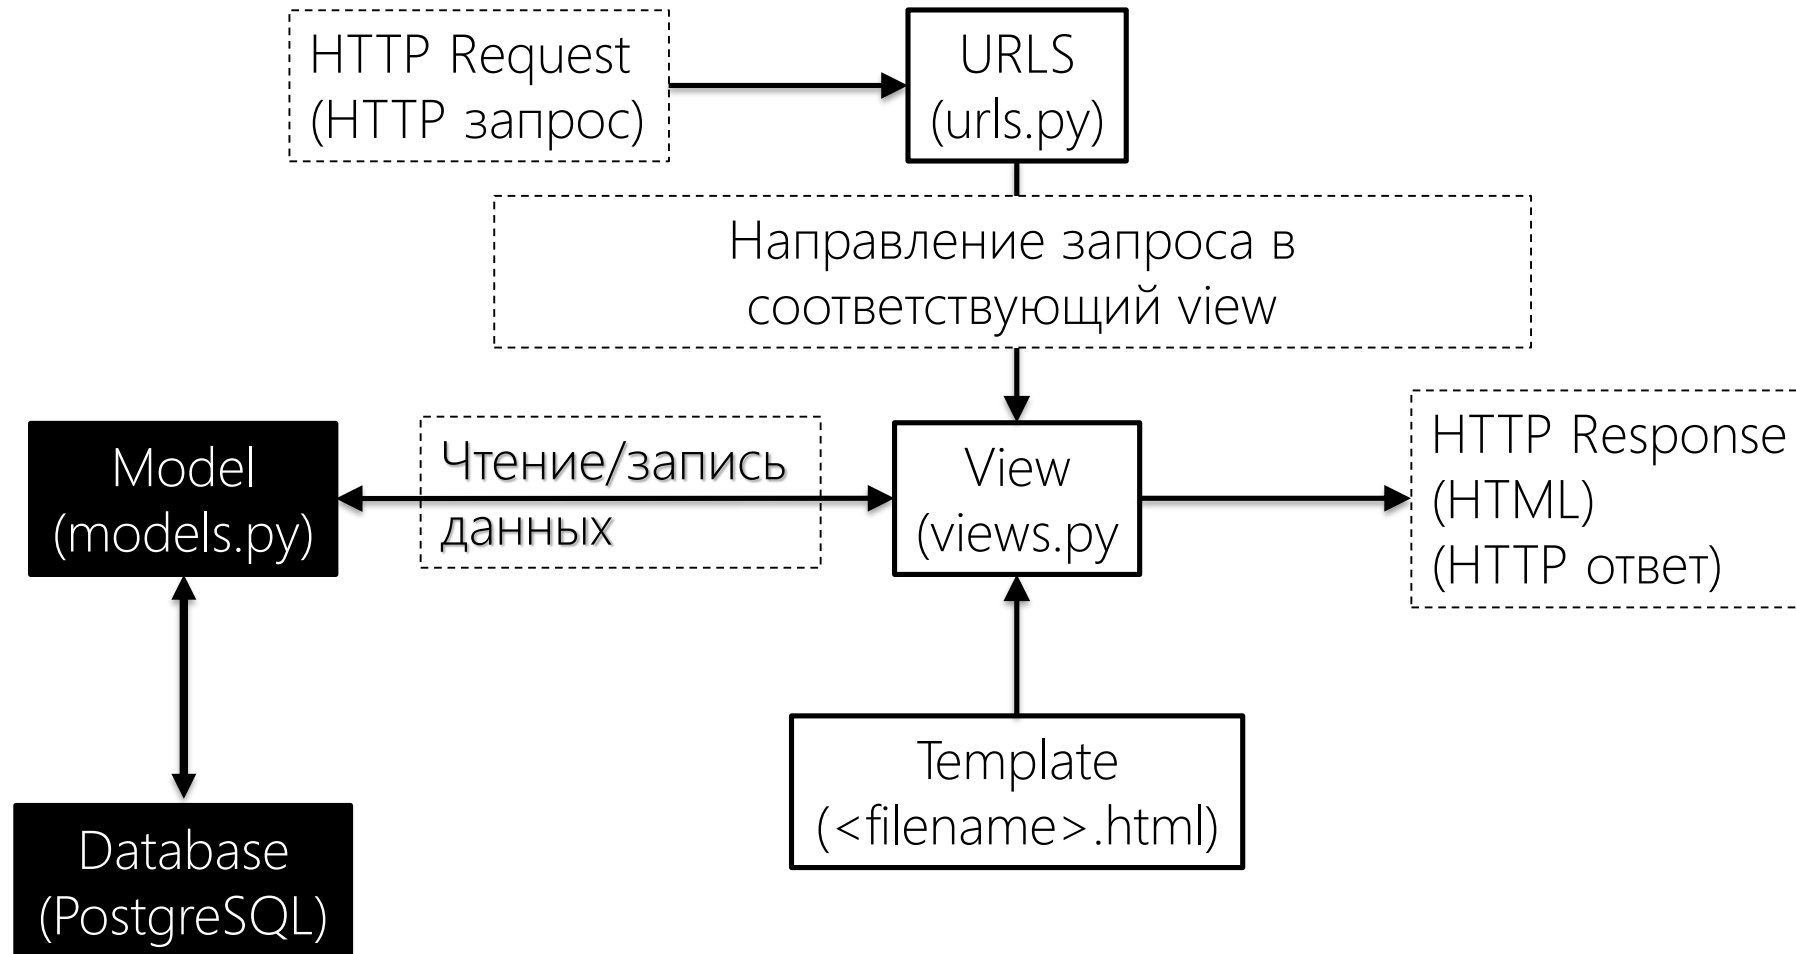 HTTP Request
(HTTP запрос)
URLS
(urls.py)
Направление запроса в
соответствующий view
Model
(models.py)
Чтение/запись
данных
View
(views.py
HTTP Response
(HTML)
(HTTP ответ)
Template
(<filename>.html)
Database
(PostgreSQL)